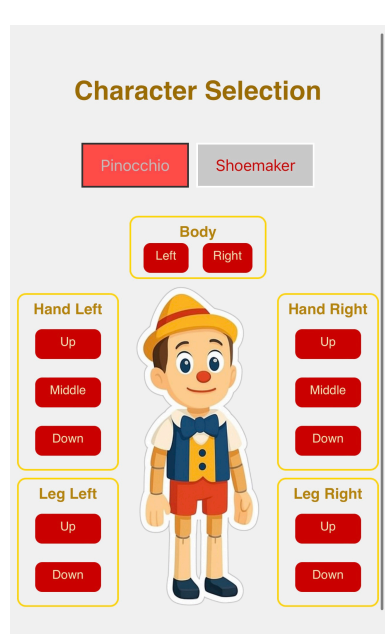 Character Selection
Pinocchio
Shoemaker
Body
Left
Right
Hand Left
Up
Middle
Down
Hand Right
Up
Middle
Down
Leg Left
Up
Down
Leg Right
Up
Down